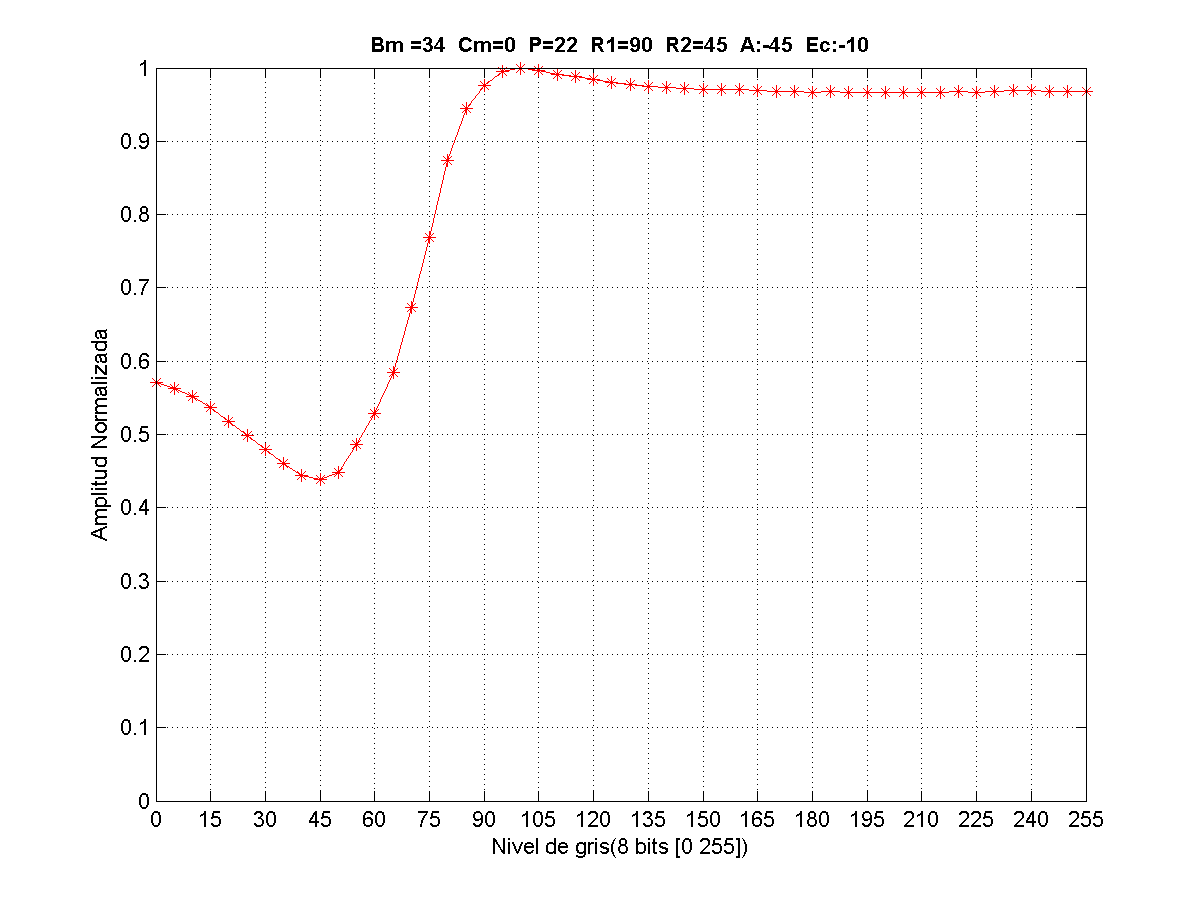 Bm =34  Cm=0  P=22  R1=90  R2=45  A:-45  Ec:-10
1
0.9
0.8
0.7
0.6
0.5
0.4
0.3
0.2
0.1
0
Amplitud Normalizada
0 15 30 45 60 75 90 105 120 135 150 165 180 195 210 225 240 255
Nivel de gris(8 bits [0 255])